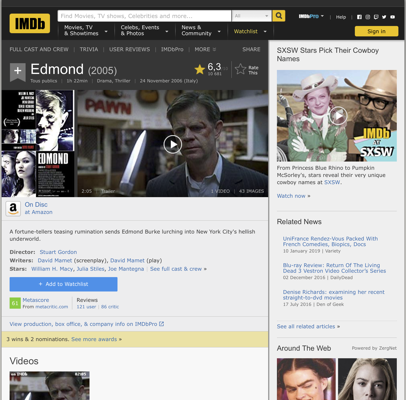 IMDb
Find Movies, TV shows, Celebrities and more...
All
IMDbPro
Help
Movies, TV & Showtimes
Celebs, Events & Photos
News & Community
Watchlist
Sign in
FULL CAST AND CREW | TRIVIA | USER REVIEWS | IMDbPro | MORE
SHARE
Edmond (2005)
Tous publics | 1h 22min | Drama, Thriller | 24 November 2006 (Italy)
6,3
Rate This
EDMOND
2:05 Trailer
1 VIDEO | 43 IMAGES
On Disc
at Amazon
A fortune-tellers teasing rumination sends Edmond Burke lurching into New York City's hellish
underworld.
Director: Stuart Gordon
Writers: David Mamet (screenplay), David Mamet (play)
Stars: William H. Macy, Julia Stiles, Joe Mantegna | See full cast & crew »
+ Add to Watchlist
61
Metascore
From metacritic.com
Reviews
121 user | 86 critic
View production, box office, & company info on IMDbPro
3 wins & 2 nominations. See more awards »
Videos
SXSW Stars Pick Their Cowboy
Names
IMDb
AT
SXSW
From Princess Blue Rhino to Pumpkin
McSorley's, stars reveal their very unique
cowboy names at SXSW.
Watch now »
Related News
UniFrance Rendez-Vous Packed With
French Comedies, Biopics, Docs
10 January 2019 | Variety
Blu-ray Review: Return Of The Living
Dead 3 Vestron Video Collector's Series
02 December 2016 | DailyDead
Denise Richards: examining her recent
straight-to-dvd movies
17 July 2016 | Den of Geek
See all related articles »
Around The Web
Powered by ZergNet